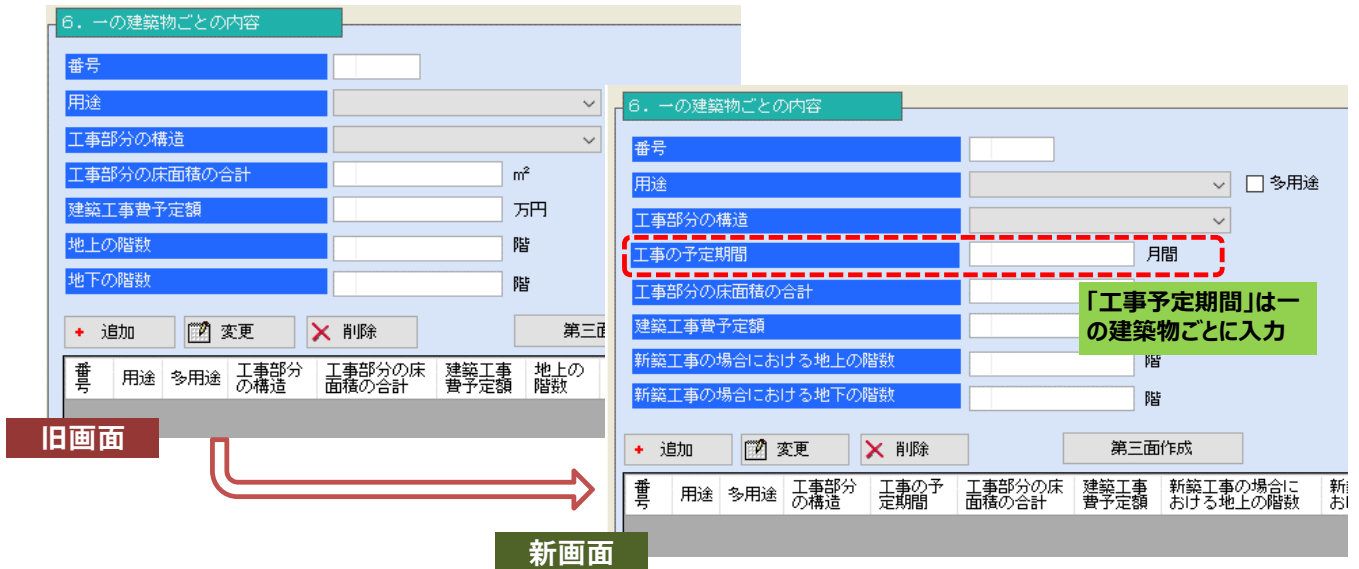 6．一の建築物ごとの内容
番号
用途
工事部分の構造
工事部分の床面積の合計
㎡
建築工事費予定額
万円
地上の階数
階
地下の階数
階
追加
変更
削除
第三面
番号
用途
多用途
工事部分の構造
工事部分の床面積の合計
建築工事費予定額
地上の階数
旧画面
6．一の建築物ごとの内容
番号
用途
多用途
工事部分の構造
工事の予定期間
月間
工事部分の床面積の合計
「工事予定期間」は一
の建築物ごとに入力
建築工事費予定額
新築工事の場合における地上の階数
階
新築工事の場合における地下の階数
階
追加
変更
削除
第三面作成
番号
用途
多用途
工事部分の構造
工事の予定期間
工事部分の床面積の合計
建築工事費予定額
新築工事の場合における地上の階数
新画面